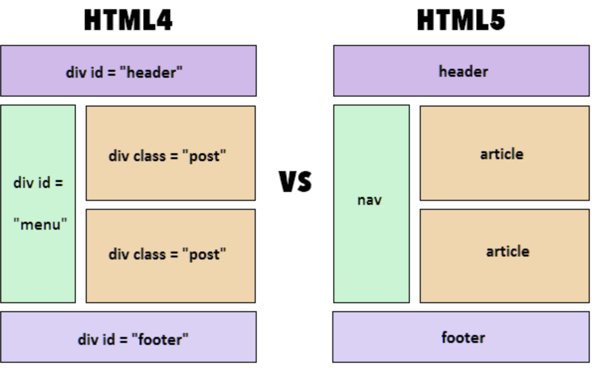 HTML4
div id = "header"
div id =
"menu"
div class = "post"
div class = "post"
div id = "footer"
VS
HTML5
header
nav
article
article
footer